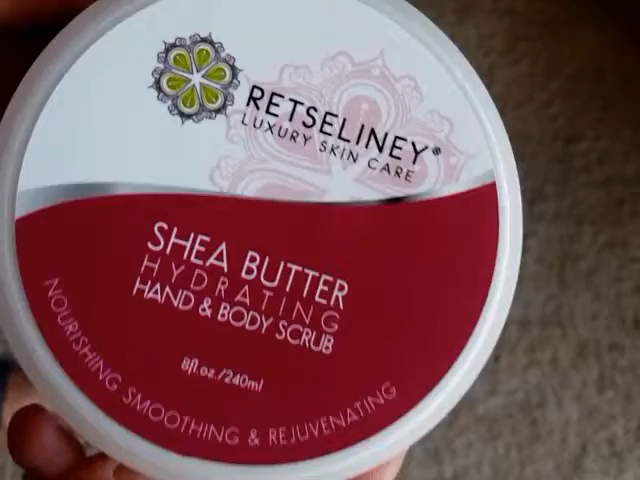 RETSELINEY®
LUXURY SKIN CARE
SHEA BUTTER
HYDRATING
HAND & BODY SCRUB
8fl.oz./240ml
NOURISHING SMOOTHING & REJUVENATING